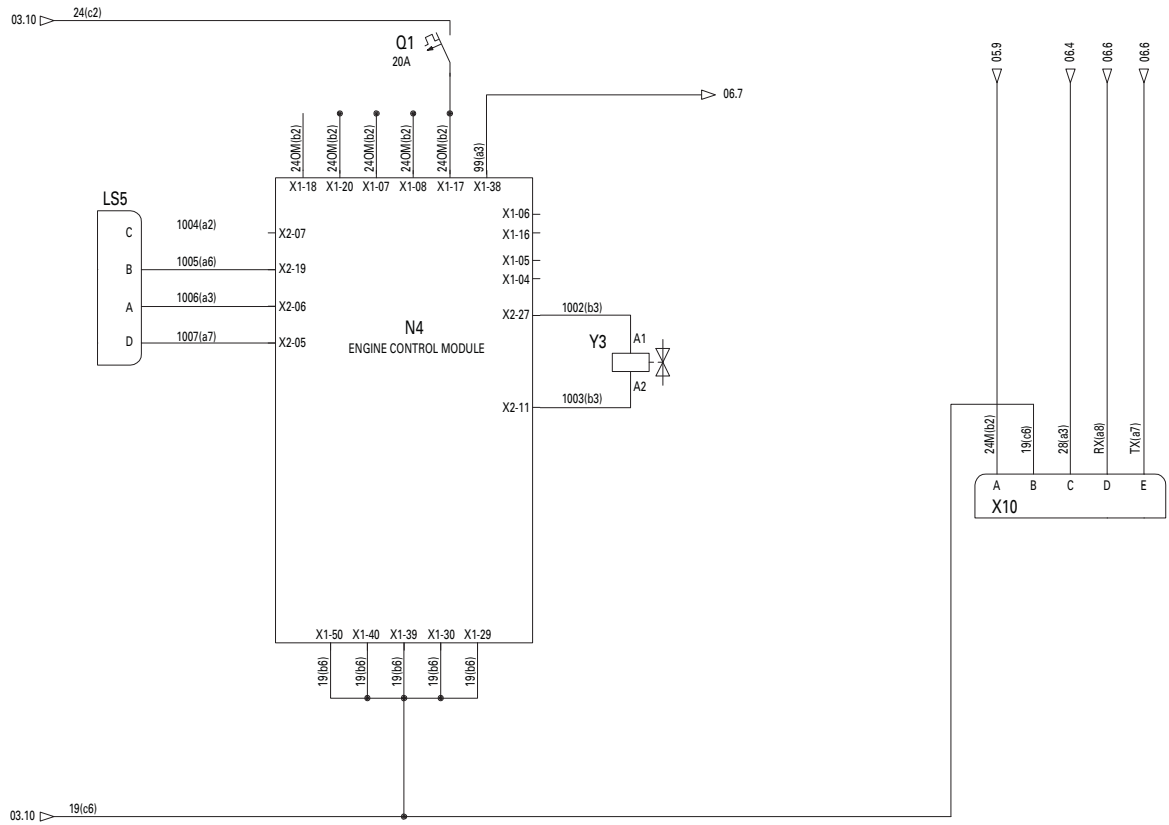 03.10
24(c2)
Q1
20A
05.9
06.4
06.6
06.6
06.7
24OM(b2)
24OM(b2)
24OM(b2)
24OM(b2)
24OM(b2)
99(a3)
X1-18
X1-20
X1-07
X1-08
X1-17
X1-38
LS5
X1-06
C
1004(a2)
X2-07
X1-16
B
1005(a6)
X2-19
X1-05
X1-04
A
1006(a3)
X2-06
X2-27
1002(b3)
N4
ENGINE CONTROL MODULE
D
1007(a7)
X2-05
Y3
A1
A2
X2-11
1003(b3)
24M(b2)
19(c6)
28(a3)
RX(a8)
TX(a7)
A
B
C
D
E
X10
X1-50
X1-40
X1-39
X1-30
X1-29
19(b6)
19(b6)
19(b6)
19(b6)
19(b6)
03.10
19(c6)